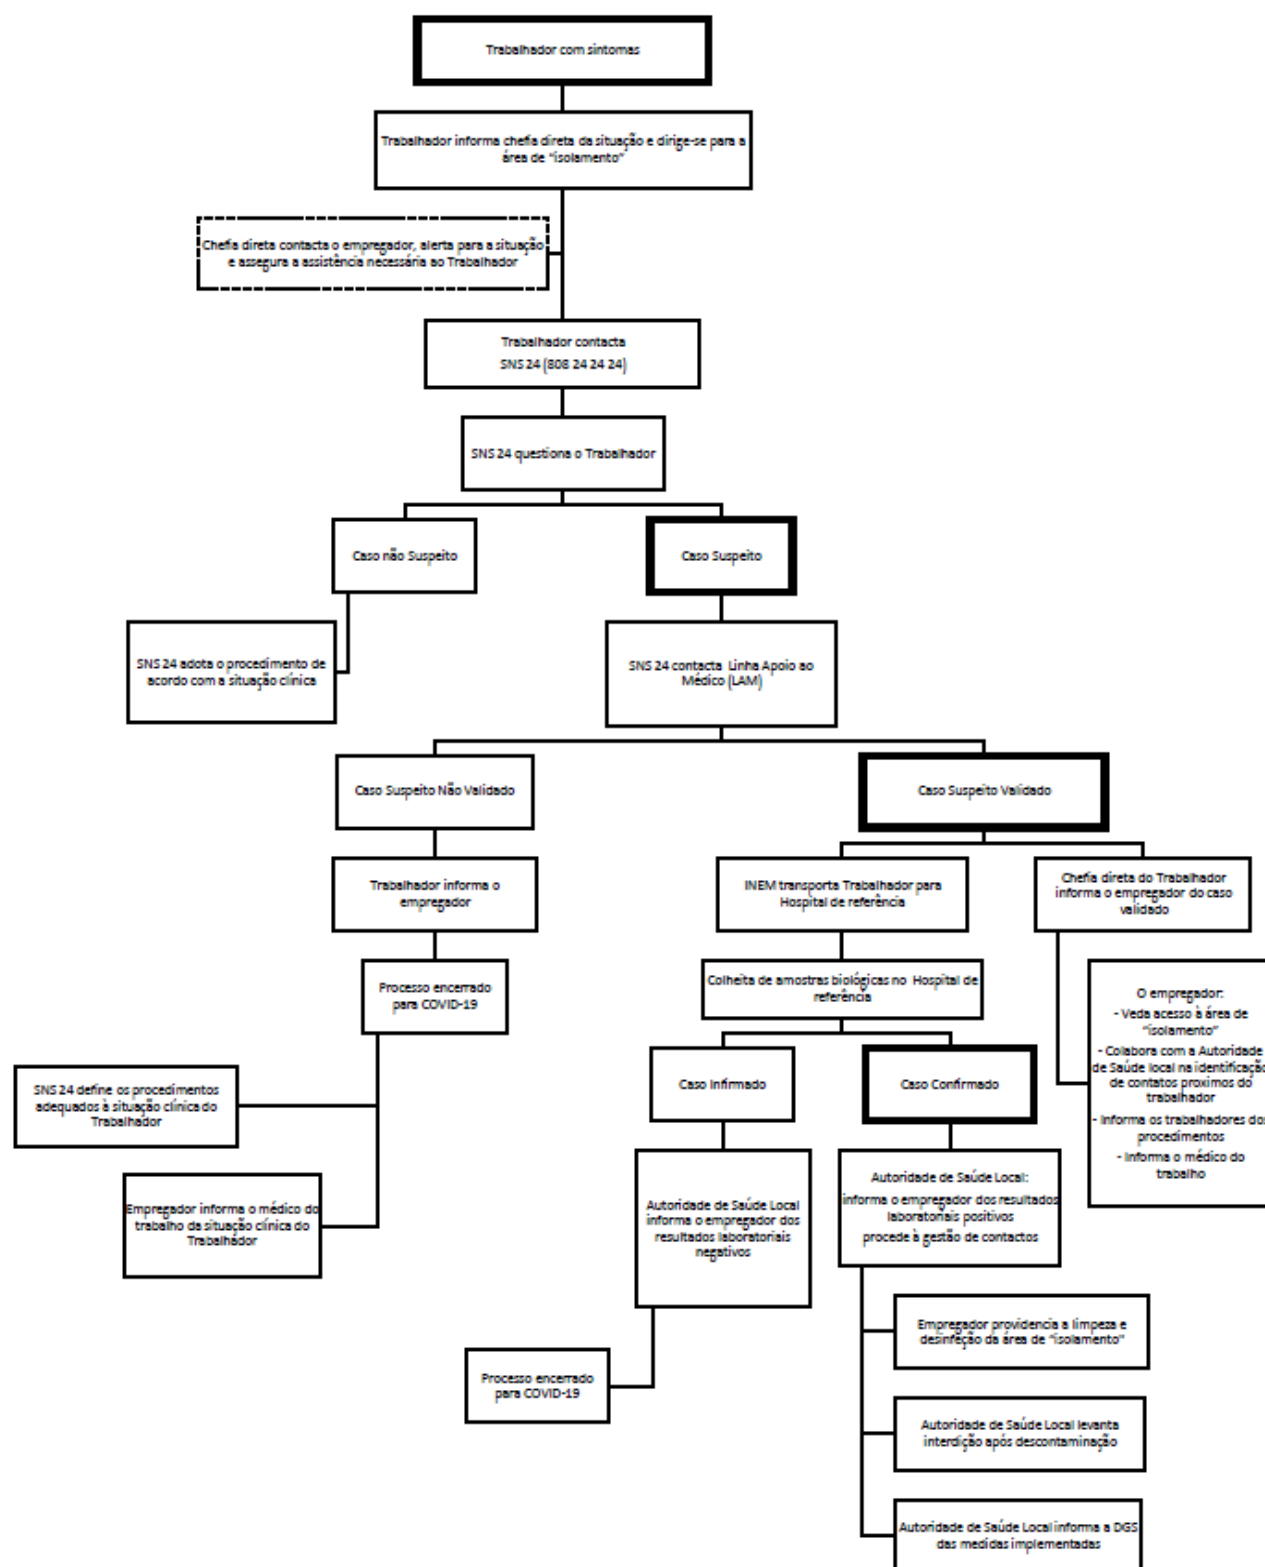 Trabalhador com sintomas
Trabalhador informa chefia direta da situação e dirige-se para a
área de “isolamento”
Chefia direta contacta o empregador, alerta para a situação
e assegura a assistência necessária ao Trabalhador
Trabalhador contacta
SNS 24 (808 24 24 24)
SNS 24 questiona o Trabalhador
Caso não Suspeito
Caso Suspeito
SNS 24 adota o procedimento de
acordo com a situação clínica
SNS 24 contacta Linha Apoio ao
Médico (LAM)
Caso Suspeito Não Validado
Caso Suspeito Validado
Trabalhador informa o
empregador
INEM transporta Trabalhador para
Hospital de referência
Chefia direta do Trabalhador
informa o empregador do caso
validado
Processo encerrado
para COVID-19
Colheita de amostras biológicas no Hospital de
referência
O empregador:
- Veda acesso à área de
“isolamento”
- Colabora com a Autoridade
de Saúde local na identificação
de contatos proximos do
trabalhador
- Informa os trabalhadores dos
procedimentos
- Informa o médico do
trabalho
SNS 24 define os procedimentos
adequados à situação clínica do
Trabalhador
Caso Infirmado
Caso Confirmado
Empregador informa o médico do
trabalho da situação clínica do
Trabalhador
Autoridade de Saúde Local
informa o empregador dos
resultados laboratoriais
negativos
Autoridade de Saúde Local:
informa o empregador dos resultados
laboratoriais positivos
procede à gestão de contactos
Empregador providencia a limpeza e
desinfeção da área de “isolamento”
Processo encerrado
para COVID-19
Autoridade de Saúde Local levanta
interdição após descontaminação
Autoridade de Saúde Local informa a DGS
das medidas implementadas